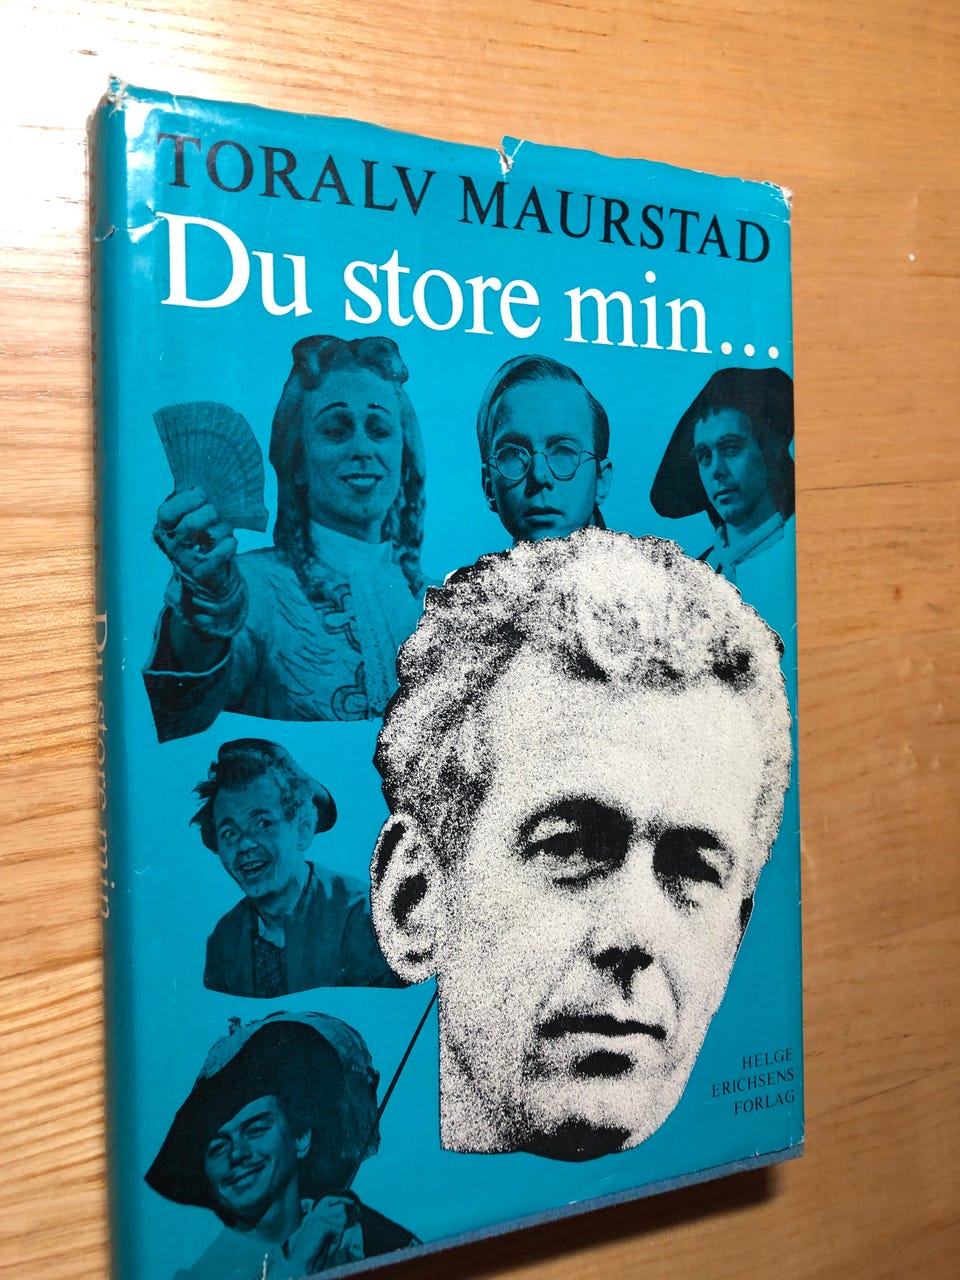 TORALV MAURSTAD
Du store min...
HELGE
ERICHSENS
FORLAG
Du store min